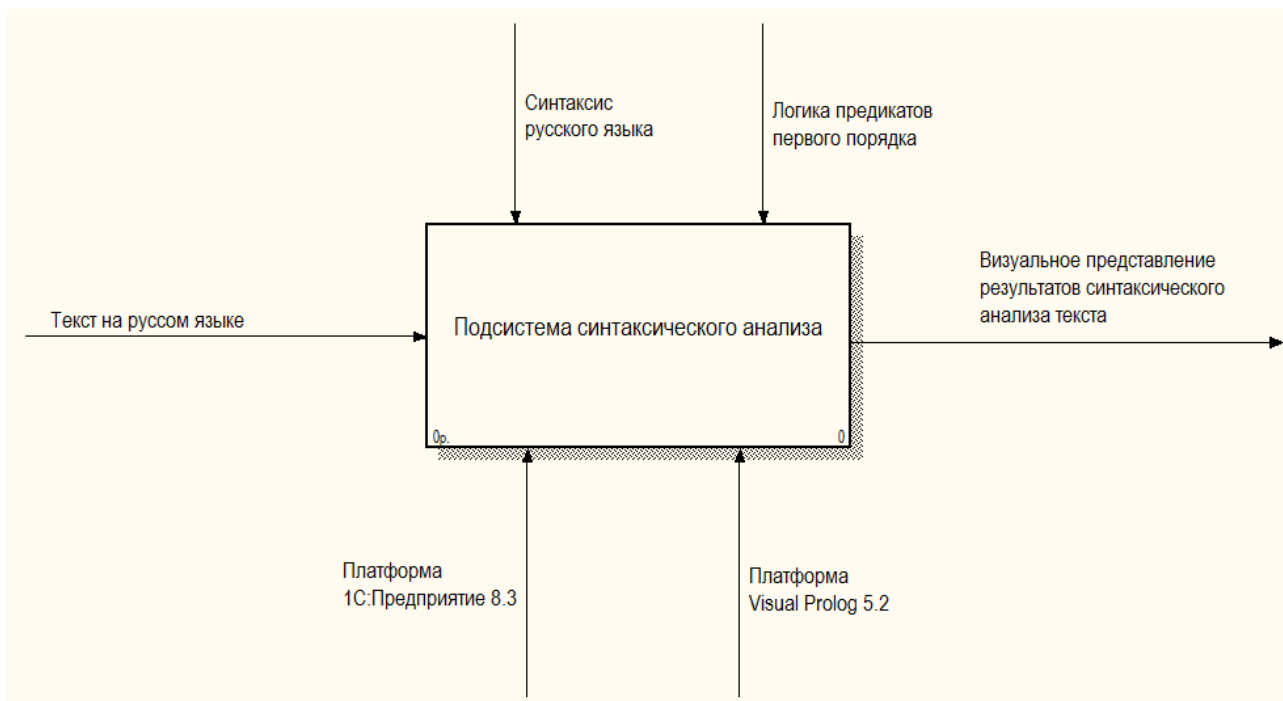 Синтаксис
русского языка
Логика предикатов
первого порядка
Визуальное представление
результатов синтаксического
анализа текста
Текст на руссом языке
Подсистема синтаксического анализа
0р.
0
Платформа
1С:Предприятие 8.3
Платформа
Visual Prolog 5.2